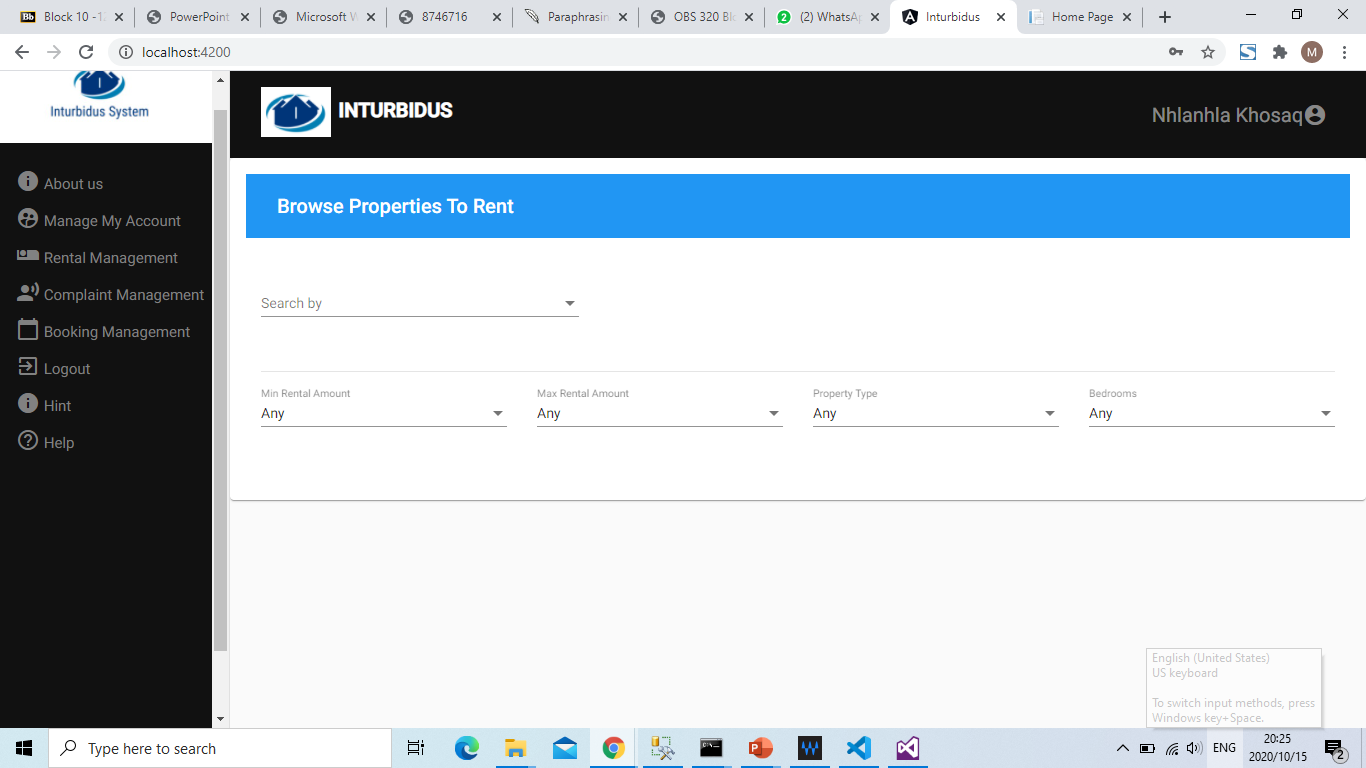 Block 10 -12
PowerPoint
Microsoft W
8746716
Paraphrasin
OBS 320 Blo
(2) WhatsAp
Inturbidus
Home Page
localhost:4200
M
Inturbidus System
INTURBIDUS
Nhlanhla Khosaq
About us
Manage My Account
Rental Management
Complaint Management
Booking Management
Logout
Hint
Help
Browse Properties To Rent
Search by
Min Rental Amount
Max Rental Amount
Property Type
Bedrooms
Any
Any
Any
Any
English (United States)
US keyboard
To switch input methods, press
Windows key+Space.
Type here to search
ENG
20:25
2020/10/15
2